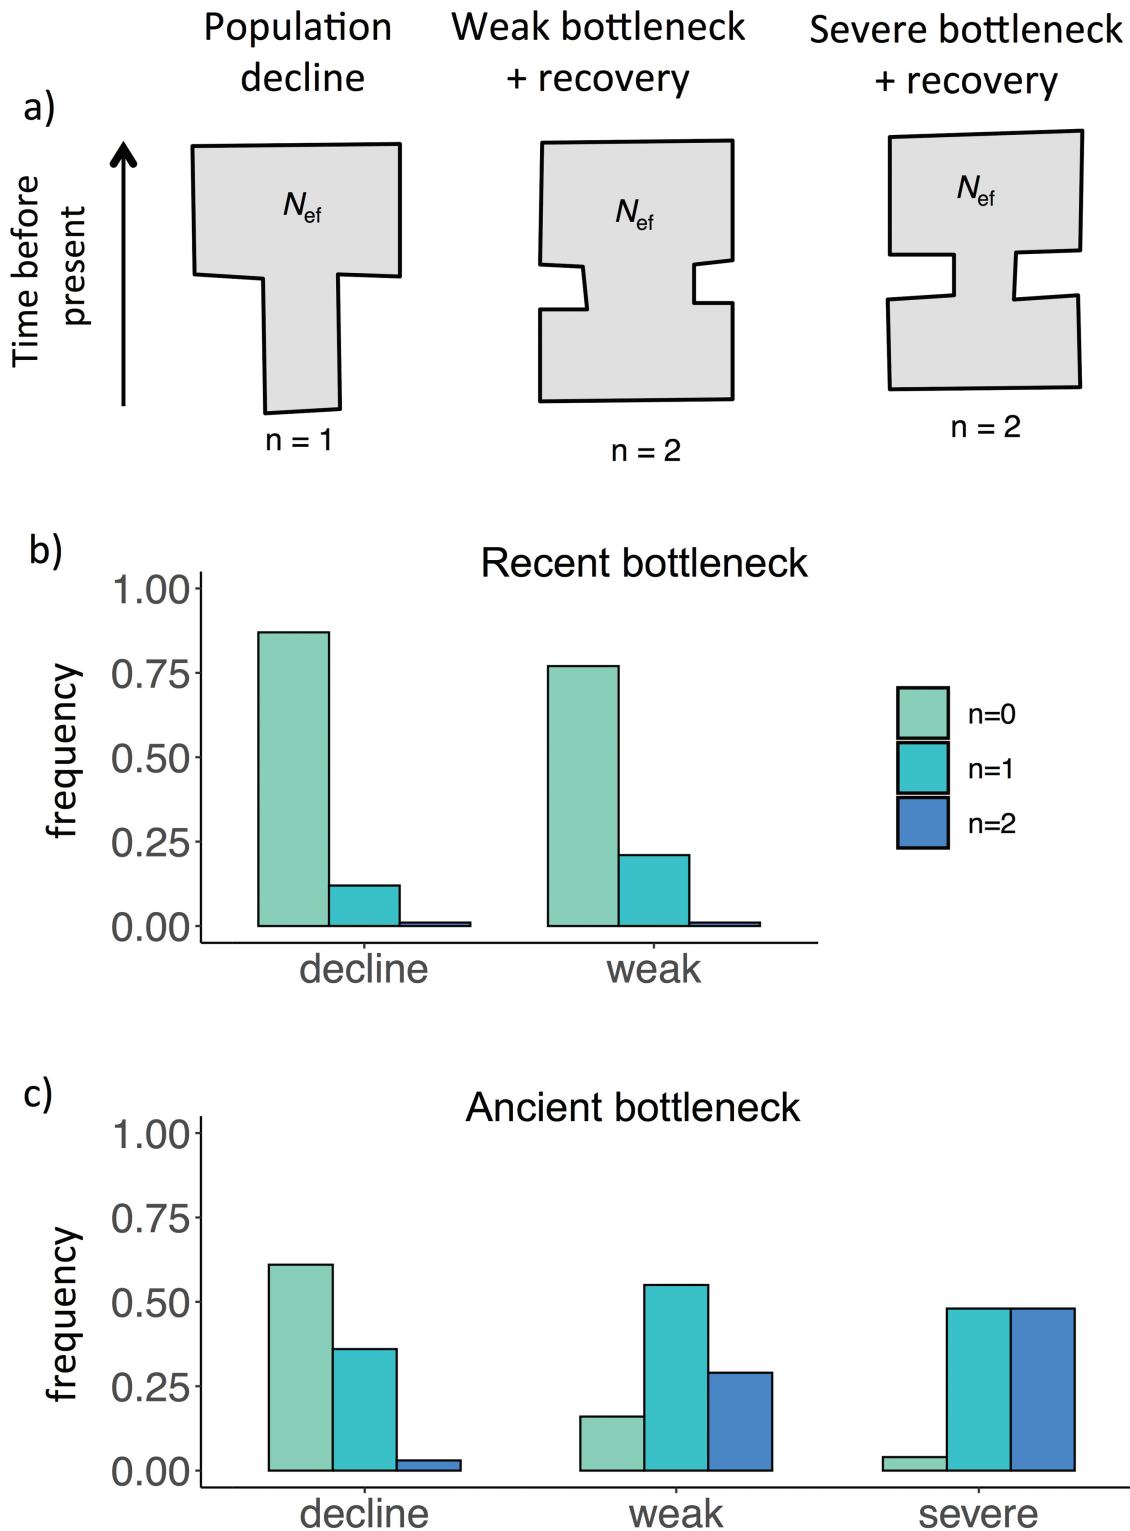 Population
decline
Weak bottleneck
+ recovery
Severe bottleneck
+ recovery
a)
Time before
present
Nef
Nef
Nef
n = 1
n = 2
n = 2
b)
Recent bottleneck
frequency
1.00
0.75
0.50
0.25
0.00
decline
weak
n=0
n=1
n=2
c)
Ancient bottleneck
frequency
1.00
0.75
0.50
0.25
0.00
decline
weak
severe